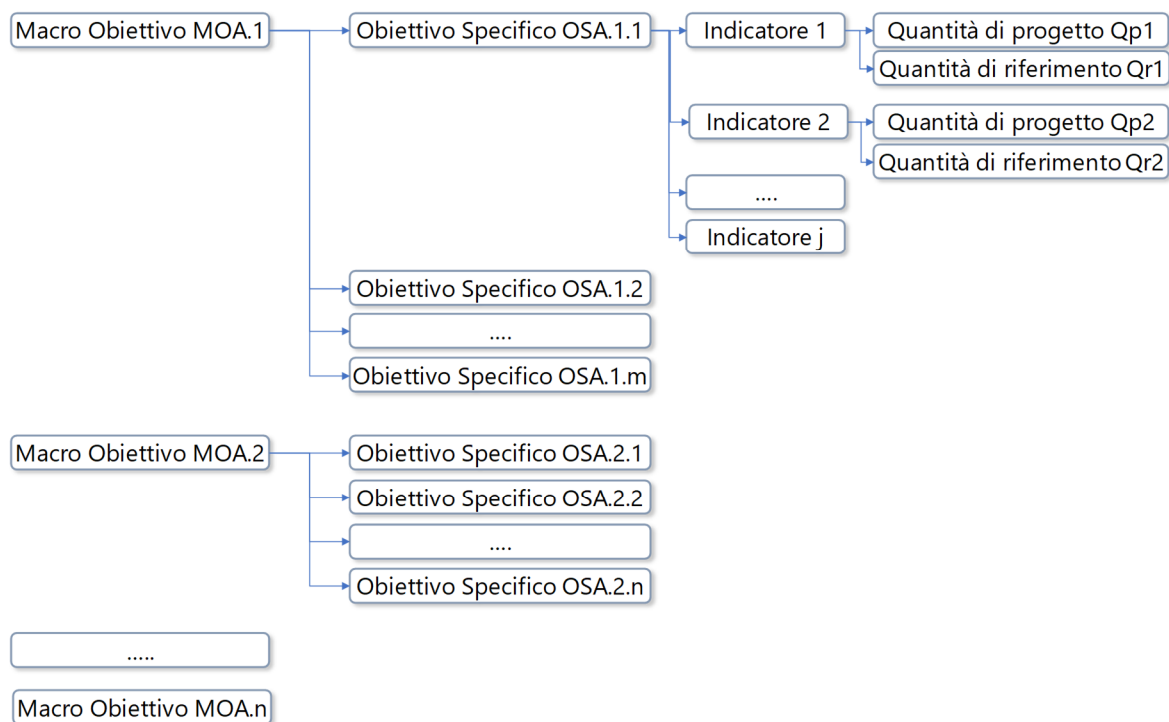 Macro Obiettivo MOA.1
Obiettivo Specifico OSA.1.1
Indicatore 1
Quantità di progetto Qp1
Quantità di riferimento Qr1
Indicatore 2
Quantità di progetto Qp2
Quantità di riferimento Qr2
....
Indicatore j
Obiettivo Specifico OSA.1.2
....
Obiettivo Specifico OSA.1.m
Macro Obiettivo MOA.2
Obiettivo Specifico OSA.2.1
Obiettivo Specifico OSA.2.2
....
Obiettivo Specifico OSA.2.n
.....
Macro Obiettivo MOA.n